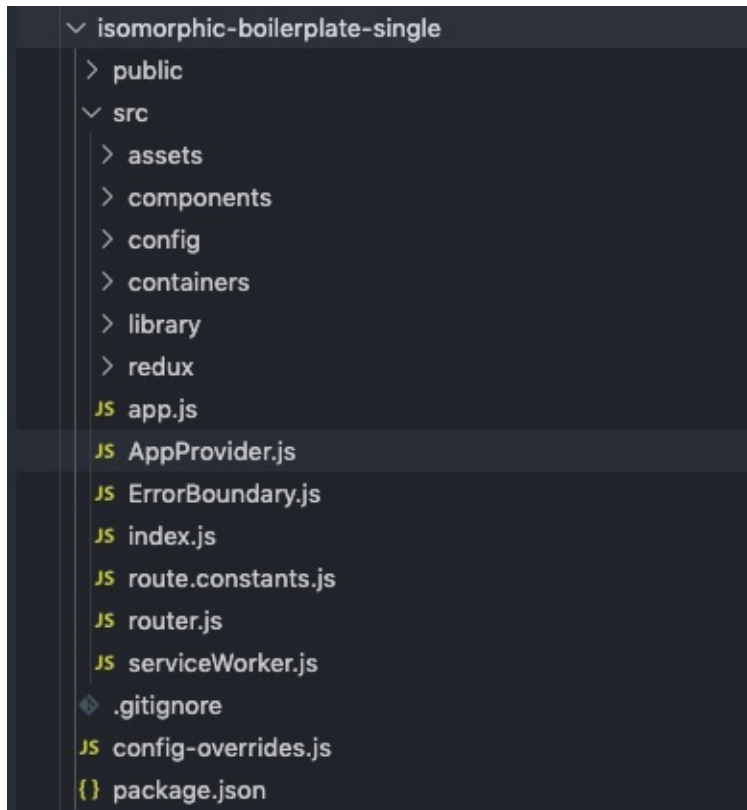 isomorphic-boilerplate-single
public
src
assets
components
config
containers
library
redux
JS app.js
JS AppProvider.js
JS ErrorBoundary.js
JS index.js
JS route.constants.js
JS router.js
JS serviceWorker.js
.gitignore
JS config-overrides.js
{} package.json